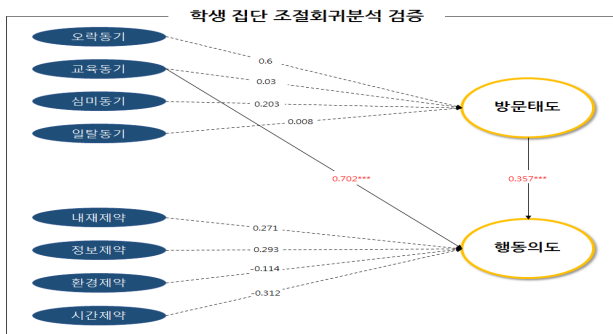 학생 집단 조절회귀분석 검증
오락동기
0.6
교육동기
0.03
심미동기
0.203
방문태도
일탈동기
0.008
0.702***
0.357***
내재제약
0.271
정보제약
0.293
행동의도
환경제약
-0.114
시간제약
-0.312